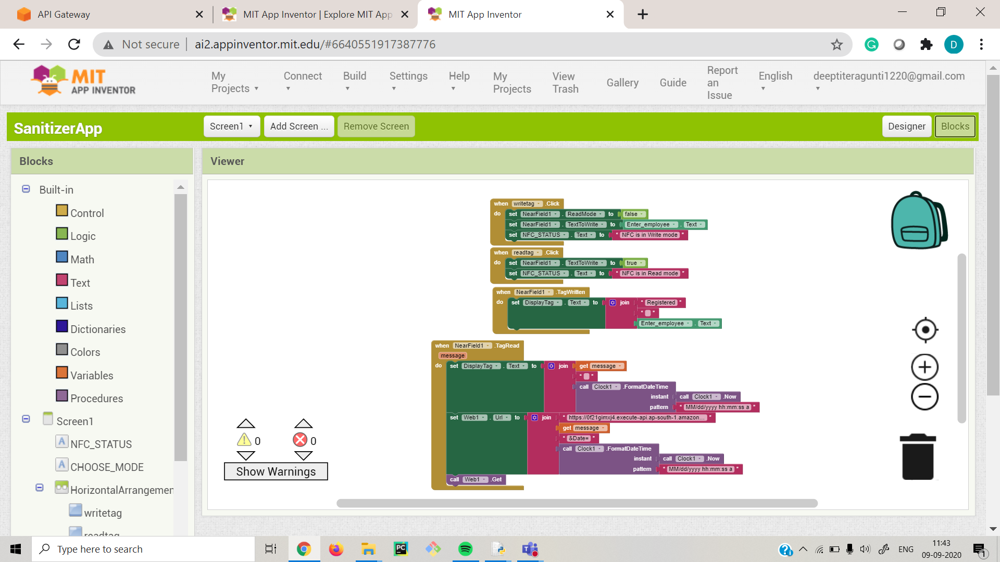 API Gateway
MIT App Inventor | Explore MIT App
MIT App Inventor
Not secure
ai2.appinventor.mit.edu/#6640551917387776
G
D
MIT
APP INVENTOR
My Projects
Connect
Build
Settings
Help
My Projects
View Trash
Gallery
Guide
Report an Issue
English
deeptiteragunti1220@gmail.com
SanitizerApp
Screen1
Add Screen ...
Remove Screen
Designer
Blocks
Blocks
Viewer
Built-in
Control
Logic
Math
Text
Lists
Dictionaries
Colors
Variables
Procedures
Screen1
A NFC_STATUS
A CHOOSE_MODE
HorizontalArrangemen
writetag
readtag
when writetag .Click
do set NearField1 . ReadMode to false
set NearField1 . TextToWrite to Enter_employee . Text
set NFC_STATUS . Text to " NFC is in Write mode "
when readtag .Click
do set NearField1 . TextToWrite to true
set NFC_STATUS . Text to " NFC is in Read mode "
when NearField1 .TagWritten
do set DisplayTag . Text to join " Registered "
" "
Enter_employee . Text
when NearField1 .TagRead
message
do set DisplayTag . Text to join get message
" "
call Clock1 .FormatDateTime
instant call Clock1 .Now
pattern " MM/dd/yyyy hh:mm:ss a "
set Web1 . Url to join " https://0f21gimxj4.execute-api.ap-south-1.amazon... "
get message
" &Date= "
call Clock1 .FormatDateTime
instant call Clock1 .Now
pattern " MM/dd/yyyy hh:mm:ss a "
call Web1 .Get
0
0
Show Warnings
Type here to search
PC
ENG
11:43
09-09-2020
1